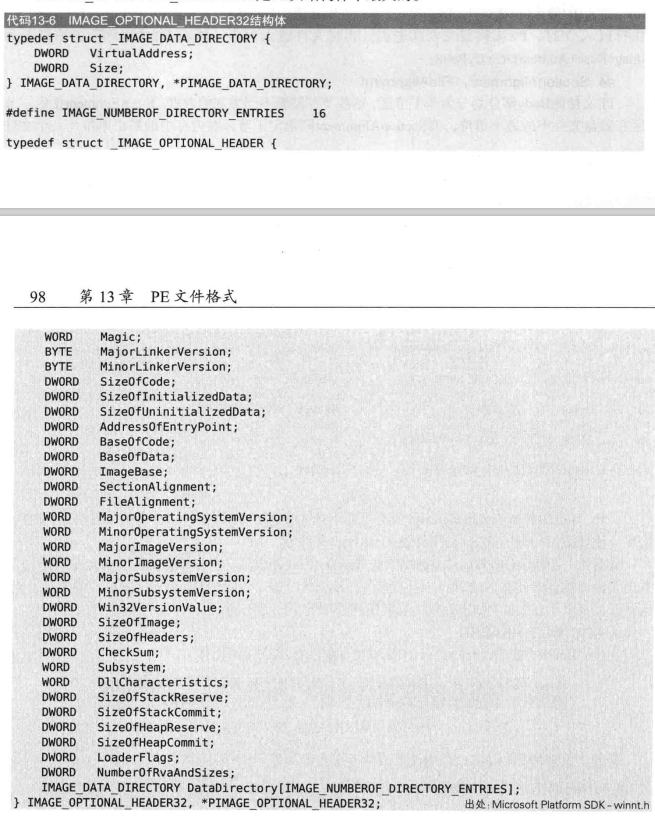 代码13-6 IMAGE_OPTIONAL_HEADER32结构体
typedef struct _IMAGE_DATA_DIRECTORY {
DWORD VirtualAddress;
DWORD Size;
} IMAGE_DATA_DIRECTORY, *PIMAGE_DATA_DIRECTORY;
#define IMAGE_NUMBEROF_DIRECTORY_ENTRIES 16
typedef struct _IMAGE_OPTIONAL_HEADER {
98 第 13 章 PE 文件格式
WORD Magic;
BYTE MajorLinkerVersion;
BYTE MinorLinkerVersion;
DWORD SizeOfCode;
DWORD SizeOfInitializedData;
DWORD SizeOfUninitializedData;
DWORD AddressOfEntryPoint;
DWORD BaseOfCode;
DWORD BaseOfData;
DWORD ImageBase;
DWORD SectionAlignment;
DWORD FileAlignment;
WORD MajorOperatingSystemVersion;
WORD MinorOperatingSystemVersion;
WORD MajorImageVersion;
WORD MinorImageVersion;
WORD MajorSubsystemVersion;
WORD MinorSubsystemVersion;
DWORD Win32VersionValue;
DWORD SizeOfImage;
DWORD SizeOfHeaders;
DWORD CheckSum;
WORD Subsystem;
WORD DllCharacteristics;
DWORD SizeOfStackReserve;
DWORD SizeOfStackCommit;
DWORD SizeOfHeapReserve;
DWORD SizeOfHeapCommit;
DWORD LoaderFlags;
DWORD NumberOfRvaAndSizes;
IMAGE_DATA_DIRECTORY DataDirectory[IMAGE_NUMBEROF_DIRECTORY_ENTRIES];
} IMAGE_OPTIONAL_HEADER32, *PIMAGE_OPTIONAL_HEADER32; 出处: Microsoft Platform SDK - winnt.h